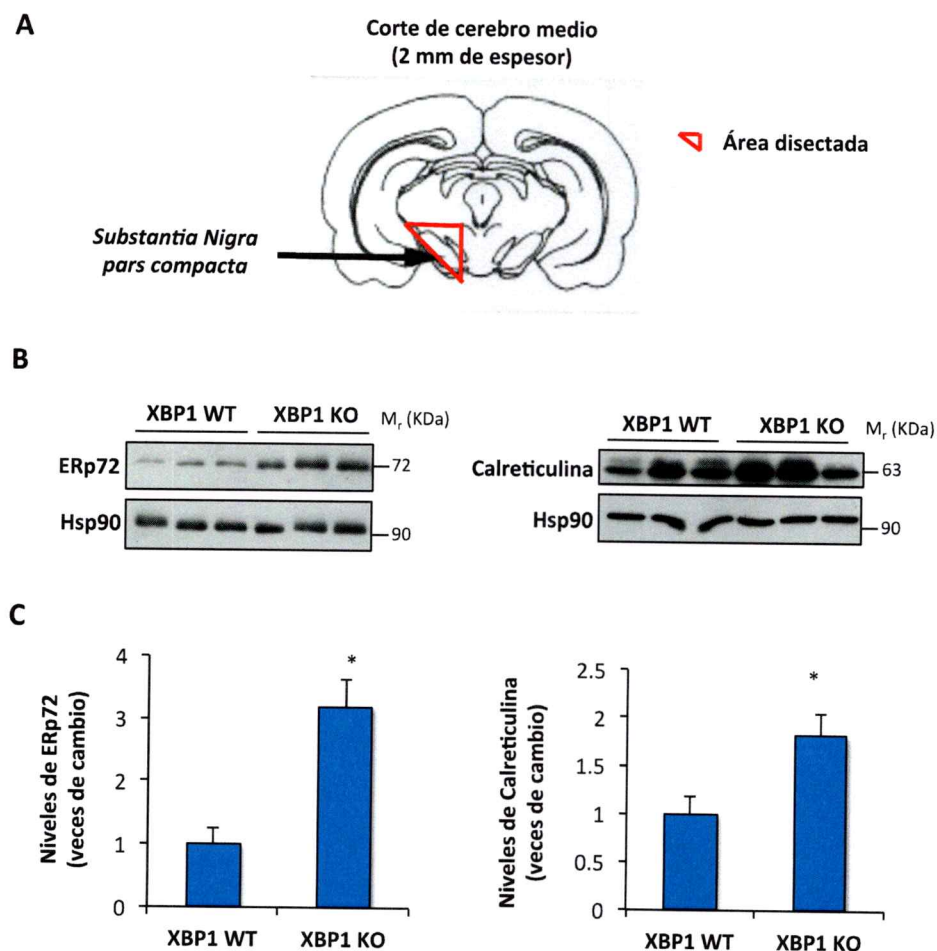 A
Corte de cerebro medio
(2 mm de espesor)
Área disectada
Substantia Nigra
pars compacta
B
XBP1 WT XBP1 KO Mr (KDa)
ERp72 72
Hsp90 90
XBP1 WT XBP1 KO Mr (KDa)
Calreticulina 63
Hsp90 90
C
Niveles de ERp72
(veces de cambio)
4
3
2
1
0
*
XBP1 WT XBP1 KO
Niveles de Calreticulina
(veces de cambio)
2.5
2
1.5
1
0.5
0
*
XBP1 WT XBP1 KO